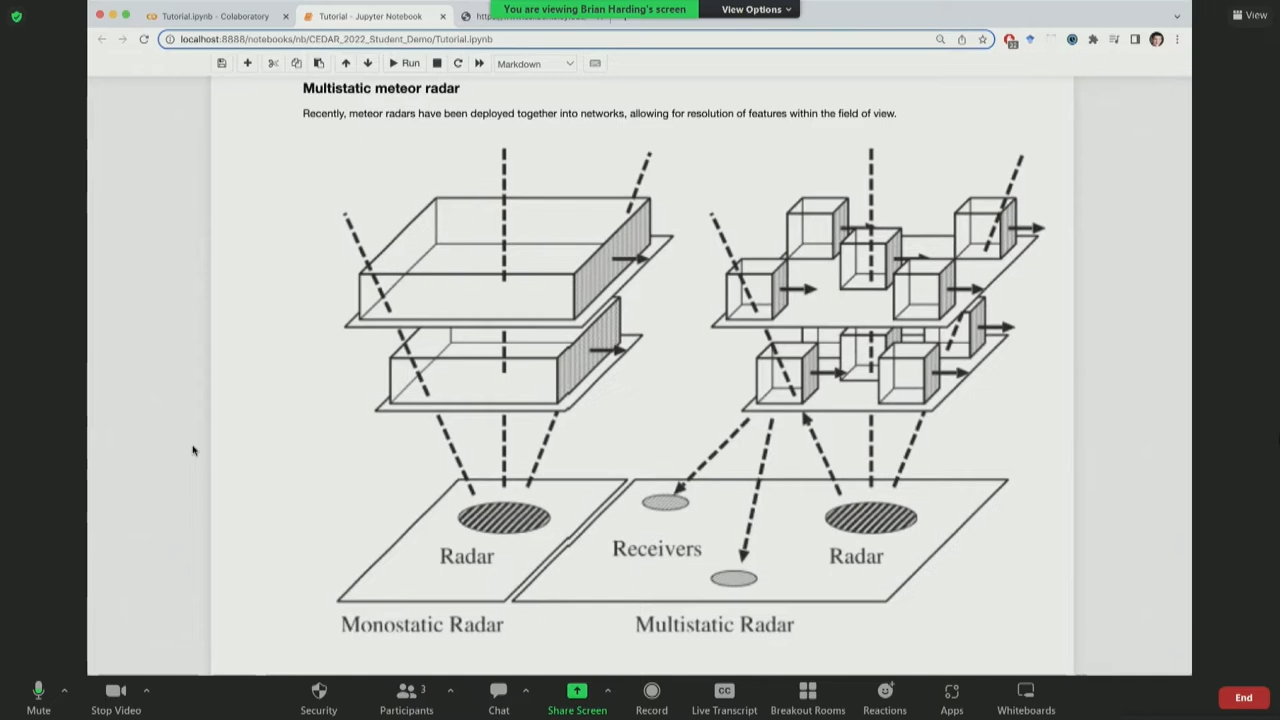 You are viewing Brian Harding's screen
View Options
View
Tutorial.ipynb - Colaboratory
Tutorial - Jupyter Notebook
localhost:8888/notebooks/nb/CEDAR_2022_Student_Demo/Tutorial.ipynb
Run
Markdown
Multistatic meteor radar
Recently, meteor radars have been deployed together into networks, allowing for resolution of features within the field of view.
Radar
Receivers
Radar
Monostatic Radar
Multistatic Radar
Mute
Stop Video
Security
3
Participants
Chat
Share Screen
Record
CC
Live Transcript
Breakout Rooms
Reactions
Apps
Whiteboards
End